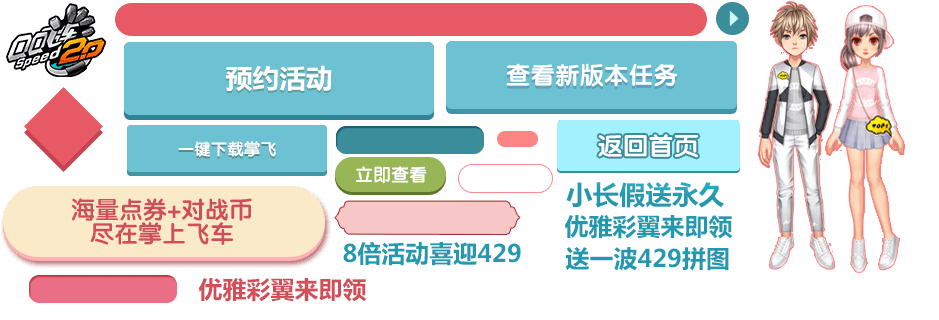 QQ飞车
Speed 2.0
预约活动
查看新版本任务
一键下载掌飞
立即查看
返回首页
海量点券+对战币
尽在掌上飞车
8倍活动喜迎429
小长假送永久
优雅彩翼来即领
送一波429拼图
优雅彩翼来即领
TOP!